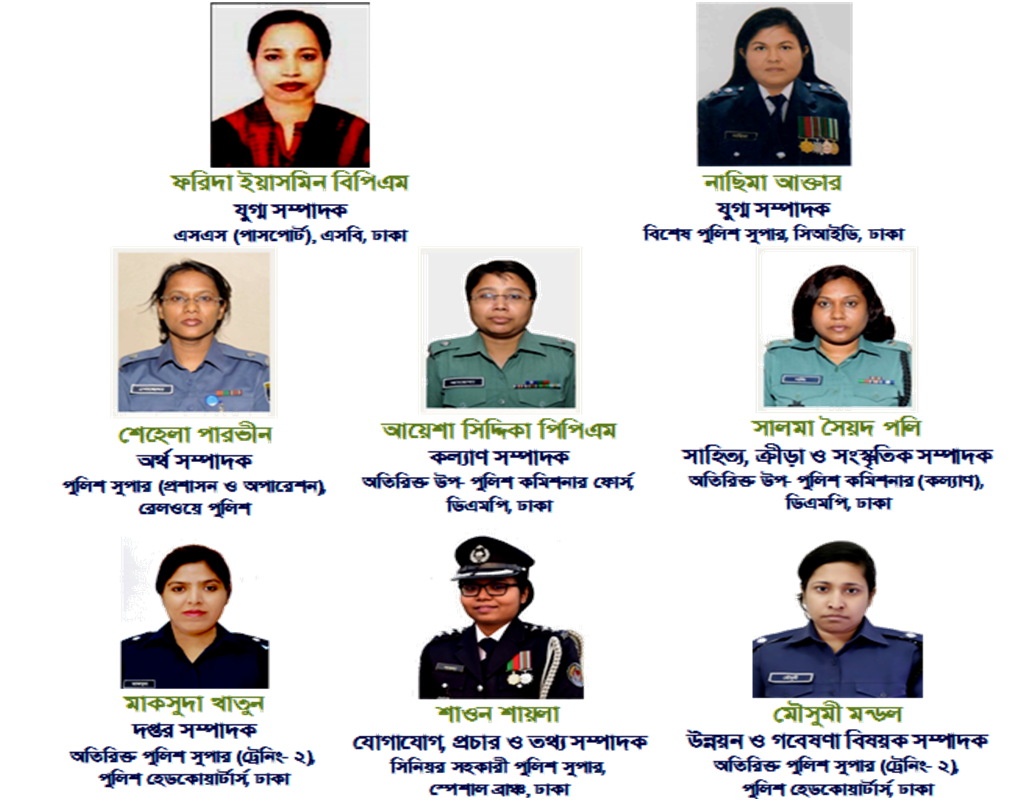 ফরিদা ইয়াসমিন বিপিএম
যুগ্ম সম্পাদক
এসএস (পাসপোর্ট), এসবি, ঢাকা
নাছিমা আক্তার
যুগ্ম সম্পাদক
বিশেষ পুলিশ সুপার, সিআইডি, ঢাকা
শেহেলা পারভীন
অর্থ সম্পাদক
পুলিশ সুপার (প্রশাসন ও অপারেশন),
রেলওয়ে পুলিশ
আয়েশা সিদ্দিকা পিপিএম
কল্যাণ সম্পাদক
অতিরিক্ত উপ- পুলিশ কমিশনার ফোর্স,
ডিএমপি, ঢাকা
সালমা সৈয়দ পলি
সাহিত্য, ক্রীড়া ও সংস্কৃতিক সম্পাদক
অতিরিক্ত উপ- পুলিশ কমিশনার (কল্যাণ),
ডিএমপি, ঢাকা
মাকসুদা খাতুন
দপ্তর সম্পাদক
অতিরিক্ত পুলিশ সুপার (ট্রেনিং- ২),
পুলিশ হেডকোয়ার্টার্স, ঢাকা
শাওন শায়লা
যোগাযোগ, প্রচার ও তথ্য সম্পাদক
সিনিয়র সহকারী পুলিশ সুপার,
স্পেশাল ব্রাঞ্চ, ঢাকা
মৌসুমী মন্ডল
উন্নয়ন ও গবেষণা বিষয়ক সম্পাদক
অতিরিক্ত পুলিশ সুপার (ট্রেনিং- ২),
পুলিশ হেডকোয়ার্টার্স, ঢাকা